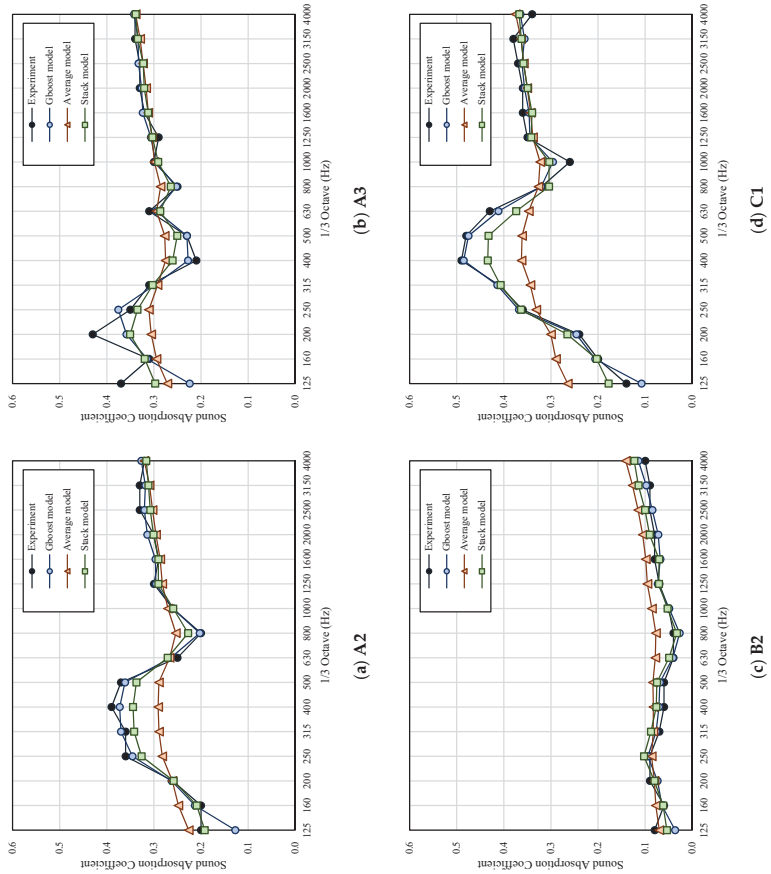 0.6
0.5
0.4
0.3
0.2
0.1
0.0
Sound Absorption Coefficient
125 160 200 250 315 400 500 630 800 1000 1250 1600 2000 2500 3150 4000
1/3 Octave (Hz)
Experiment
Gboost model
Average model
Stack model
(a) A2
0.6
0.5
0.4
0.3
0.2
0.1
0.0
Sound Absorption Coefficient
125 160 200 250 315 400 500 630 800 1000 1250 1600 2000 2500 3150 4000
1/3 Octave (Hz)
Experiment
Gboost model
Average model
Stack model
(b) A3
0.6
0.5
0.4
0.3
0.2
0.1
0.0
Sound Absorption Coefficient
125 160 200 250 315 400 500 630 800 1000 1250 1600 2000 2500 3150 4000
1/3 Octave (Hz)
Experiment
Gboost model
Average model
Stack model
(c) B2
0.6
0.5
0.4
0.3
0.2
0.1
0.0
Sound Absorption Coefficient
125 160 200 250 315 400 500 630 800 1000 1250 1600 2000 2500 3150 4000
1/3 Octave (Hz)
Experiment
Gboost model
Average model
Stack model
(d) C1